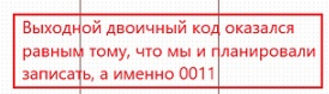 Выходной двоичный код оказался
равным тому, что мы и планировали
записать, а именно 0011